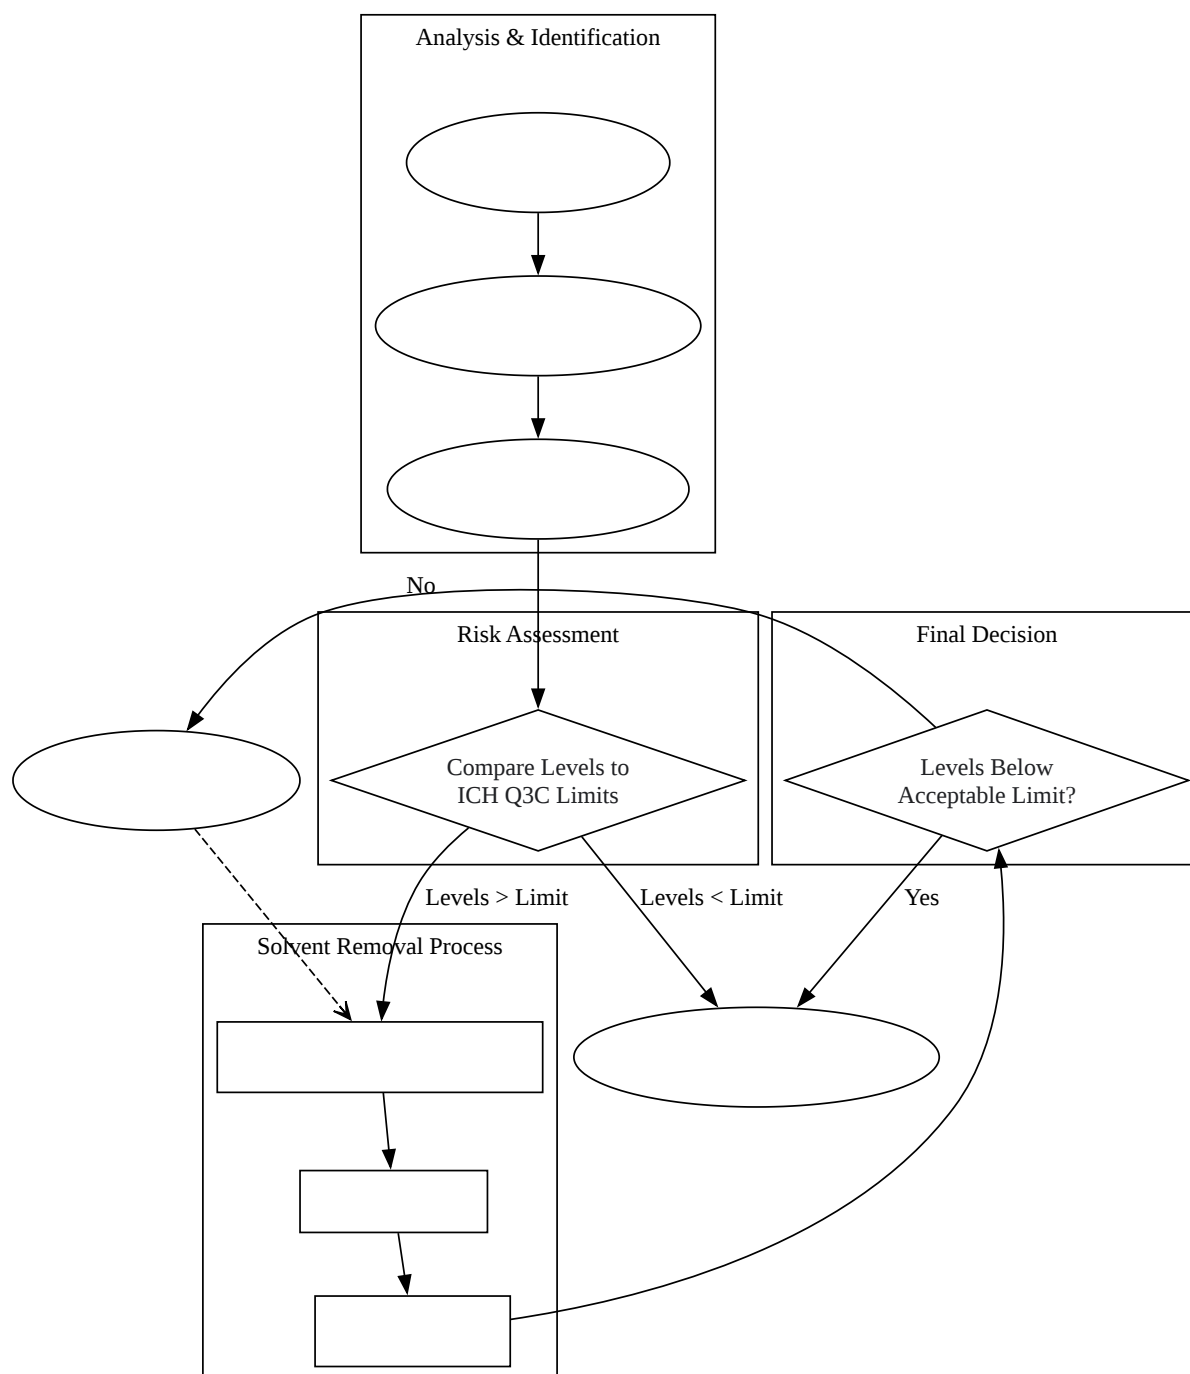 Analysis & Identification
No
Risk Assessment
Final Decision
Compare Levels to
ICH Q3C Limits
Levels Below
Acceptable Limit?
Levels > Limit
Levels < Limit
Yes
Solvent Removal Process